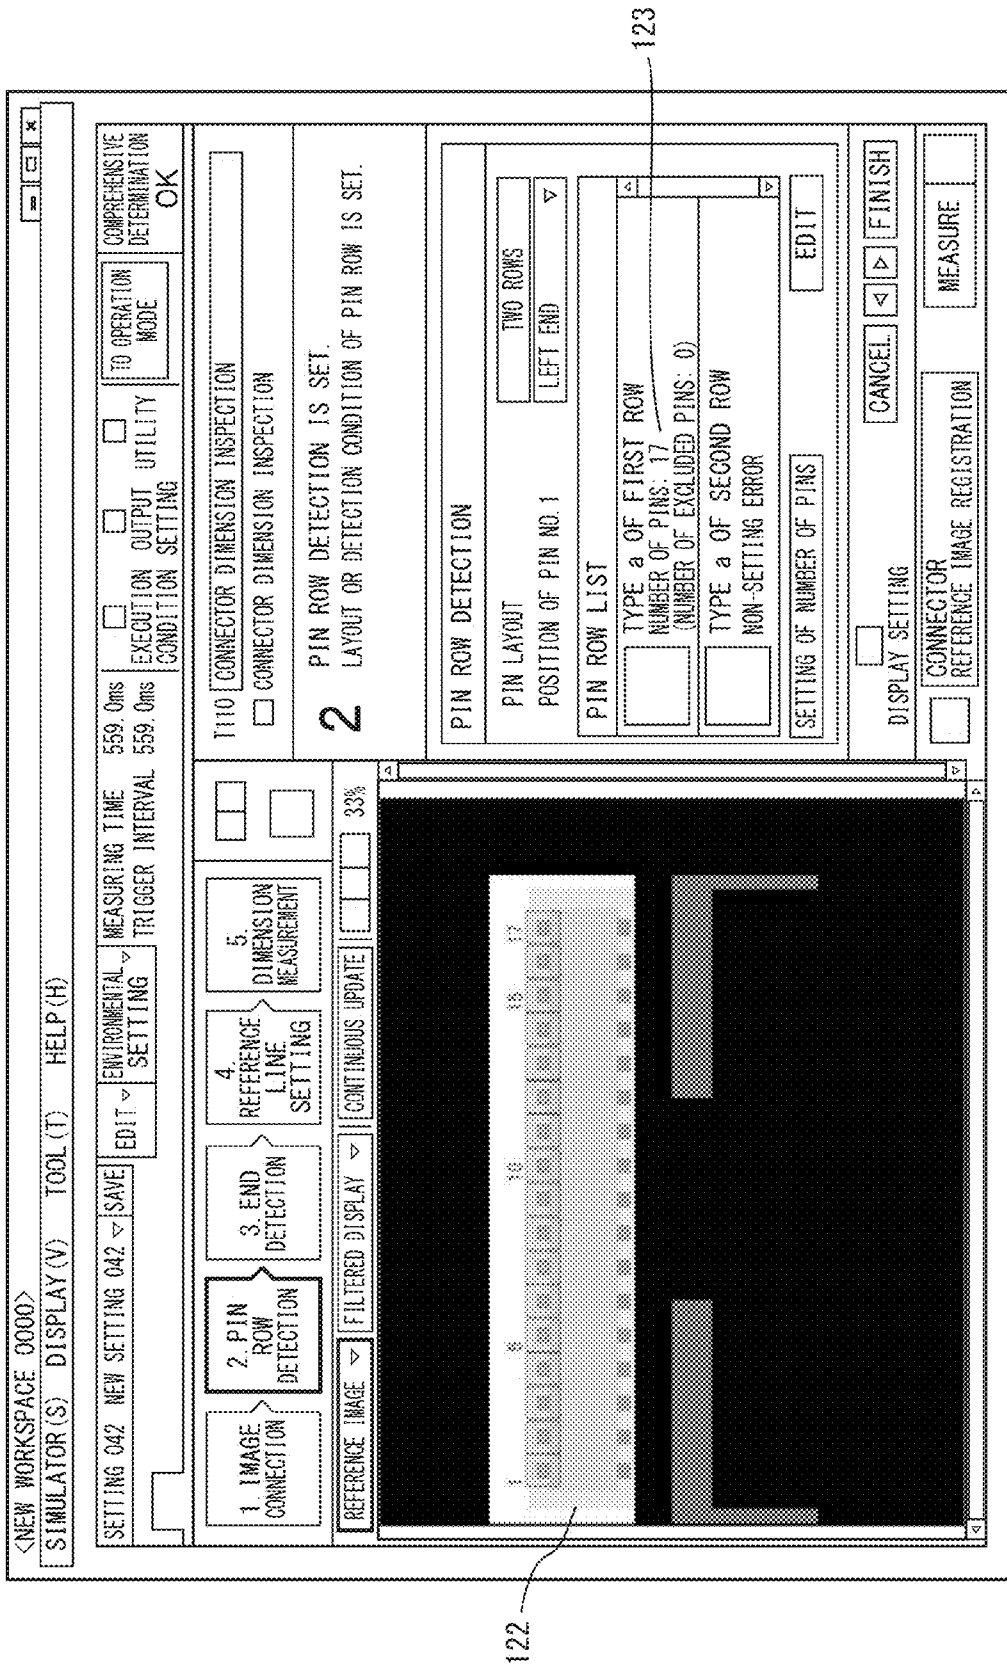 <NEW WORKSPACE 0000>
SIMULATOR(S) DISPLAY(V) TOOL(T) HELP(H)
SETTING 042 NEW SETTING 042 ▽ SAVE
EDIT ▽
ENVIRONMENTAL ▽
SETTING
MEASURING TIME 559.0ms
TRIGGER INTERVAL 559.0ms
EXECUTION OUTPUT UTILITY
CONDITION SETTING
TO OPERATION
MODE
COMPREHENSIVE
DETERMINATION
OK
1. IMAGE
CONNECTION
2. PIN
ROW
DETECTION
3. END
DETECTION
4.
REFERENCE
LINE
SETTING
5.
DIMENSION
MEASUREMENT
REFERENCE IMAGE ▽ FILTERED DISPLAY ▽ CONTINUOUS UPDATE 33%
1 5 10 15 17
122
T110 CONNECTOR DIMENSION INSPECTION
CONNECTOR DIMENSION INSPECTION
2 PIN ROW DETECTION IS SET.
LAYOUT OR DETECTION CONDITION OF PIN ROW IS SET.
PIN ROW DETECTION
PIN LAYOUT TWO ROWS
POSITION OF PIN NO. 1 LEFT END ▽
PIN ROW LIST
TYPE a OF FIRST ROW
NUMBER OF PINS: 17
(NUMBER OF EXCLUDED PINS: 0)
TYPE a OF SECOND ROW
NON-SETTING ERROR
SETTING OF NUMBER OF PINS EDIT
123
DISPLAY SETTING
CANCEL ◁ ▷ FINISH
CONNECTOR
REFERENCE IMAGE REGISTRATION
MEASURE